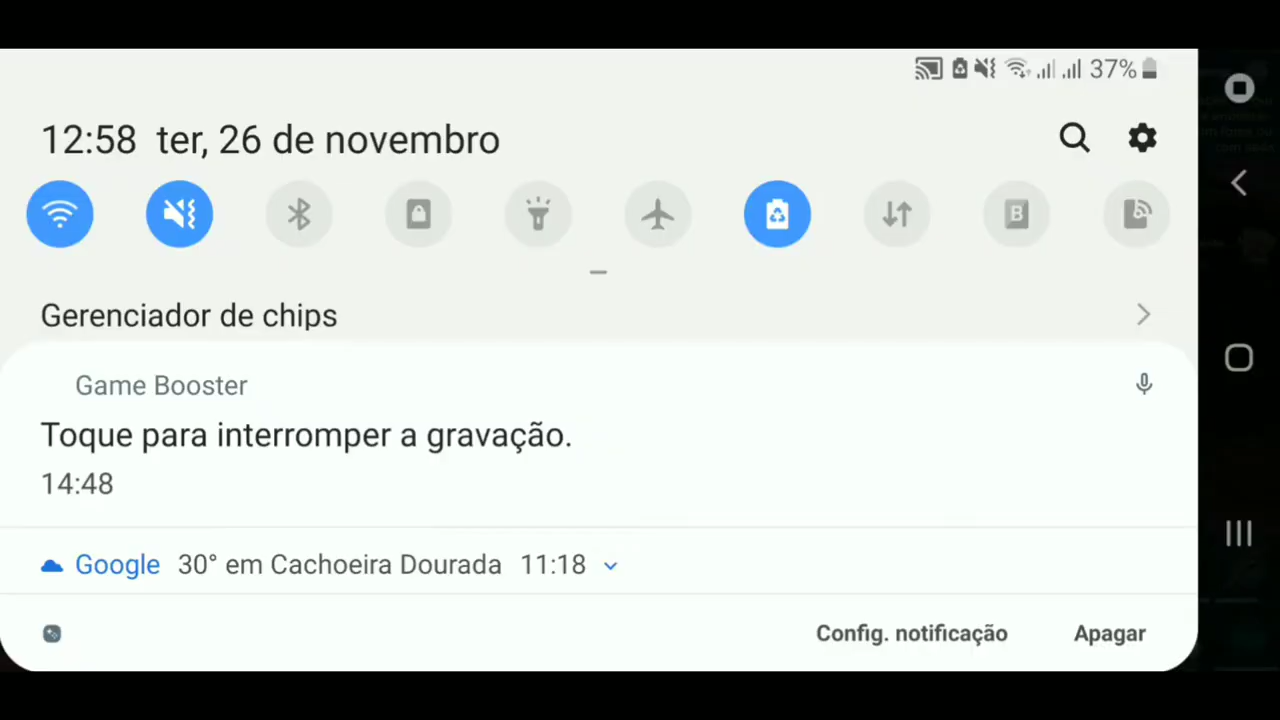 37%
12:58 ter, 26 de novembro
B
Gerenciador de chips
Game Booster
Toque para interromper a gravação.
14:48
Google 30° em Cachoeira Dourada 11:18
Config. notificação Apagar